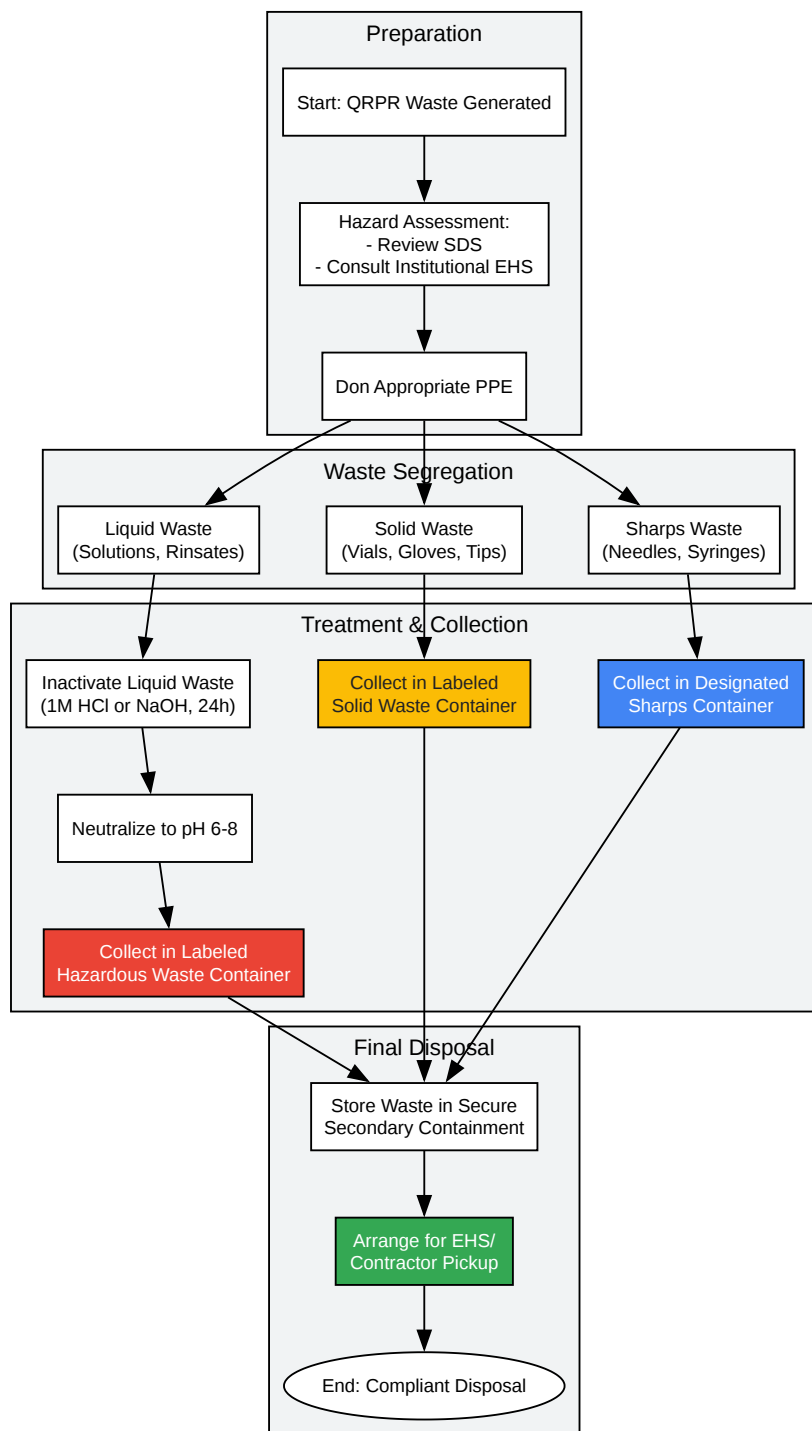 Preparation
Start: QRPR Waste Generated
Hazard Assessment:
- Review SDS
- Consult Institutional EHS
Don Appropriate PPE
Waste Segregation
Liquid Waste
(Solutions, Rinsates)
Solid Waste
(Vials, Gloves, Tips)
Sharps Waste
(Needles, Syringes)
Treatment & Collection
Inactivate Liquid Waste
(1M HCl or NaOH, 24h)
Collect in Labeled
Solid Waste Container
Collect in Designated
Sharps Container
Neutralize to pH 6-8
Collect in Labeled
Hazardous Waste Container
Final Disposal
Store Waste in Secure
Secondary Containment
Arrange for EHS/
Contractor Pickup
End: Compliant Disposal